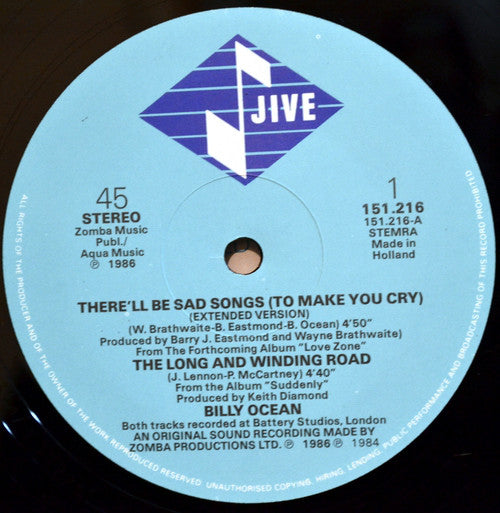 JIVE
45
STEREO
Zomba Music
Publ./
Aqua Music
℗ 1986
1
151.216
151.216-A
STEMRA
Made in
Holland
THERE'LL BE SAD SONGS (TO MAKE YOU CRY)
(EXTENDED VERSION)
(W. Brathwaite-B. Eastmond-B. Ocean) 4'50"
Produced by Barry J. Eastmond and Wayne Brathwaite
From The Forthcoming Album "Love Zone"
THE LONG AND WINDING ROAD
(J. Lennon-P. McCartney) 4'40"
From the Album "Suddenly"
Produced by Keith Diamond
BILLY OCEAN
Both tracks recorded at Battery Studios, London
AN ORIGINAL SOUND RECORDING MADE BY
ZOMBA PRODUCTIONS LTD. ℗ 1986 ℗ 1984
ALL RIGHTS OF THE PRODUCER AND OF THE OWNER OF THE WORK REPRODUCED RESERVED. UNAUTHORISED COPYING, HIRING, LENDING, PUBLIC PERFORMANCE AND BROADCASTING OF THIS RECORD PROHIBITED